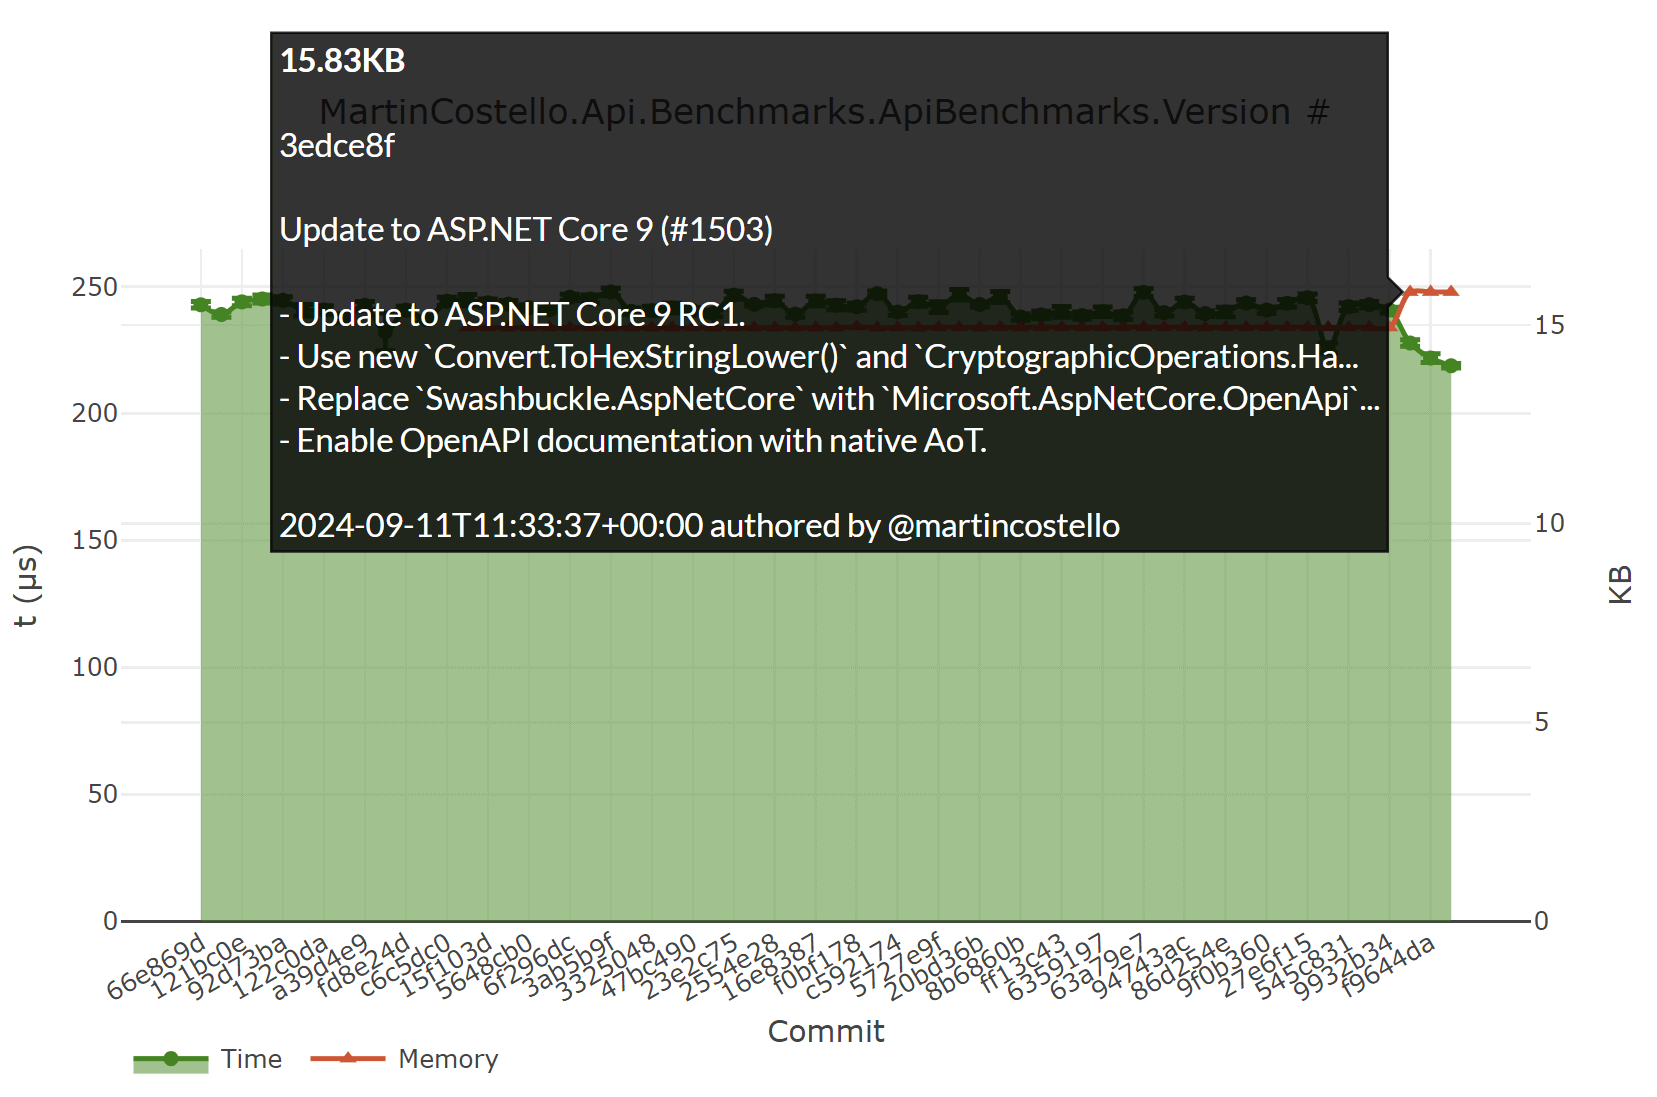 15.83KB
MartinCostello.Api.Benchmarks.ApiBenchmarks.Version #
3edce8f
Update to ASP.NET Core 9 (#1503)
- Update to ASP.NET Core 9 RC1.
- Use new `Convert.ToHexStringLower()` and `CryptographicOperations.Ha...
- Replace `Swashbuckle.AspNetCore` with `Microsoft.AspNetCore.OpenApi`...
- Enable OpenAPI documentation with native AoT.
2024-09-11T11:33:37+00:00 authored by @martincostello
250
200
150
100
50
0
t (μs)
15
10
5
0
KB
66e869d
121bc0e
92d73ba
122c0da
a39d4e9
fd8e24d
c6c5dc0
15f103d
5648cb0
6f296dc
3ab5b9f
3325048
47bc490
23e2c75
254e28
16e8387
f0bf178
c592174
5727e9f
20bd36b
8b6860b
ff13c43
6359197
63a79e7
94743ac
86d254e
9f0b360
27e6f15
545c831
992b34
f9644da
Commit
Time
Memory